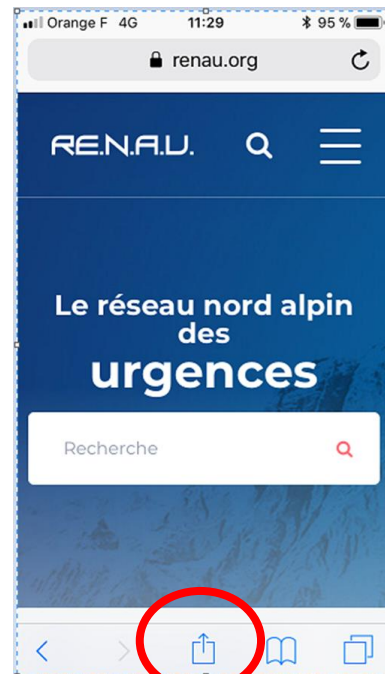 Orange F 4G 11:29 95 %
renau.org
RE.N.A.U.
Le réseau nord alpin
des
urgences
Recherche